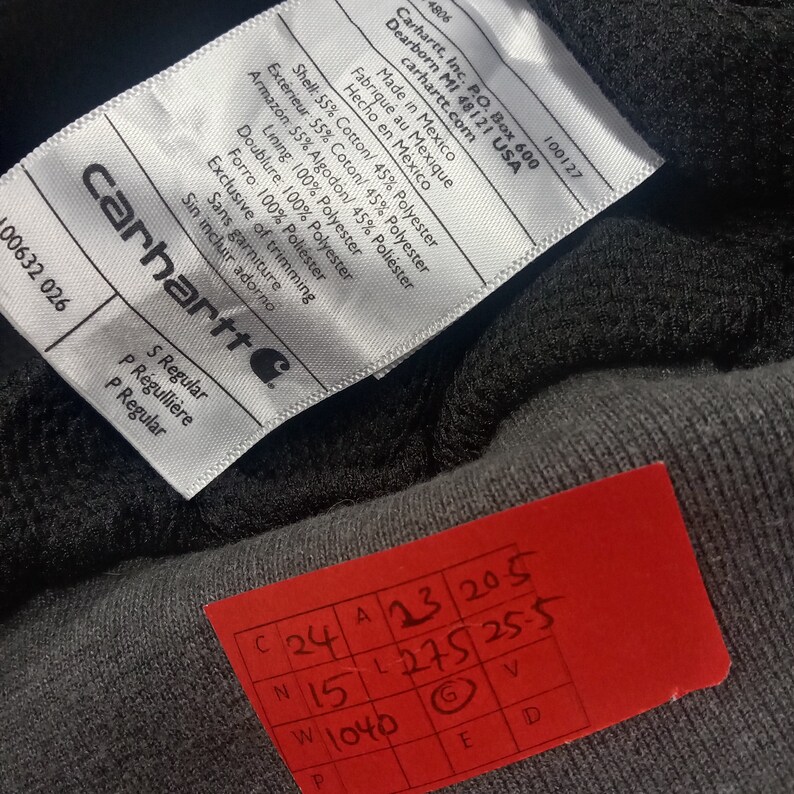 4806
Carhartt, Inc. P.O. Box 600
Dearborn MI 48121 USA
carhartt.com
100127
Made in Mexico
Fabriqué au Mexique
Hecho en Mexico
Shell: 55% Cotton/ 45% Polyester
Exterieur: 55% Coton/ 45% Polyester
Armazon: 55% Algodon/ 45% Poliéster
Lining: 100% Polyester
Doublure: 100% Polyester
Forro: 100% Poliester
Exclusive of trimming
Sans garniture
Sin incluir adorno
carhartt
100632 026
S Regular
P Regullière
P Regular
C 24 A 23 20.5
N 15 L 27.5 25.5
W 1040 G V
P E D